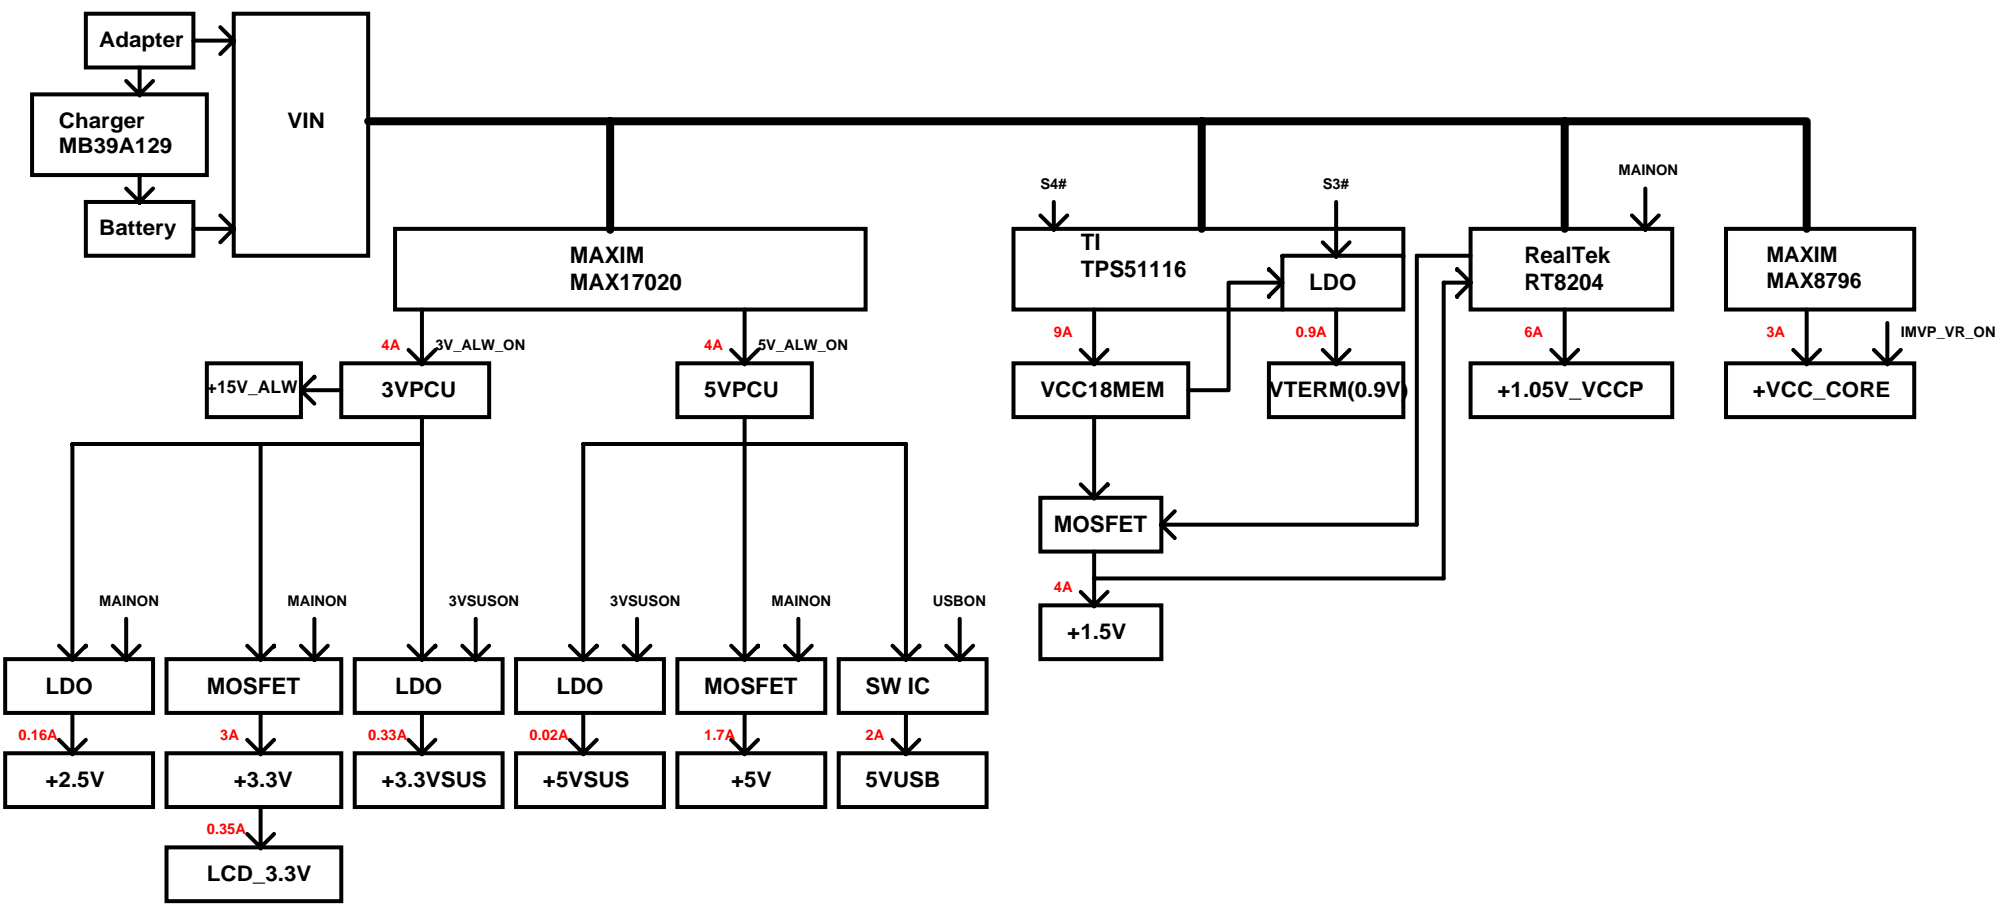 Adapter
Charger
MB39A129
Battery
VIN
MAXIM
MAX17020
S4#
S3#
MAINON
TI
TPS51116
LDO
RealTek
RT8204
MAXIM
MAX8796
4A
3V_ALW_ON
4A
5V_ALW_ON
9A
0.9A
6A
3A
IMVP_VR_ON
+15V_ALW
3VPCU
5VPCU
VCC18MEM
VTERM(0.9V)
+1.05V_VCCP
+VCC_CORE
MOSFET
4A
+1.5V
MAINON
MAINON
3VSUSON
3VSUSON
MAINON
USBON
LDO
MOSFET
LDO
LDO
MOSFET
SW IC
0.16A
3A
0.33A
0.02A
1.7A
2A
+2.5V
+3.3V
+3.3VSUS
+5VSUS
+5V
5VUSB
0.35A
LCD_3.3V